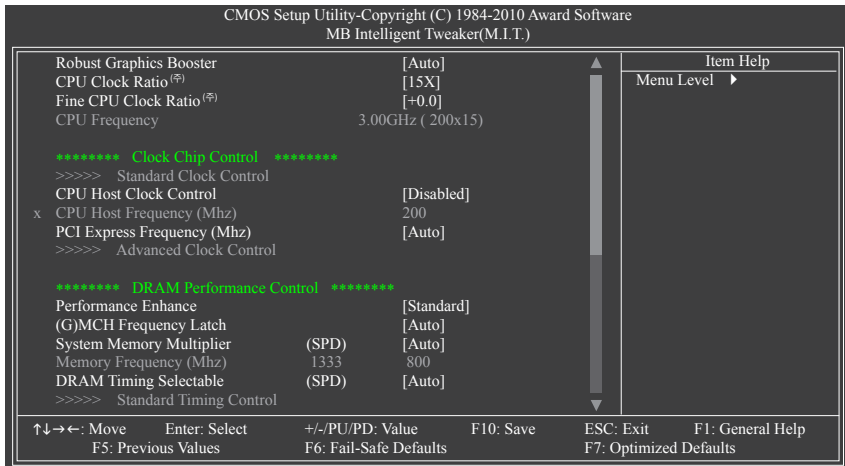 CMOS Setup Utility-Copyright (C) 1984-2010 Award Software
MB Intelligent Tweaker(M.I.T.)
Robust Graphics Booster [Auto]
CPU Clock Ratio (주) [15X]
Fine CPU Clock Ratio (주) [+0.0]
CPU Frequency 3.00GHz ( 200x15)
******** Clock Chip Control ********
>>>>> Standard Clock Control
CPU Host Clock Control [Disabled]
x CPU Host Frequency (Mhz) 200
PCI Express Frequency (Mhz) [Auto]
>>>>> Advanced Clock Control
******** DRAM Performance Control ********
Performance Enhance [Standard]
(G)MCH Frequency Latch [Auto]
System Memory Multiplier (SPD) [Auto]
Memory Frequency (Mhz) 1333 800
DRAM Timing Selectable (SPD) [Auto]
>>>>> Standard Timing Control
Item Help
Menu Level ▶
↑↓→←: Move Enter: Select +/-/PU/PD: Value F10: Save ESC: Exit F1: General Help
F5: Previous Values F6: Fail-Safe Defaults F7: Optimized Defaults